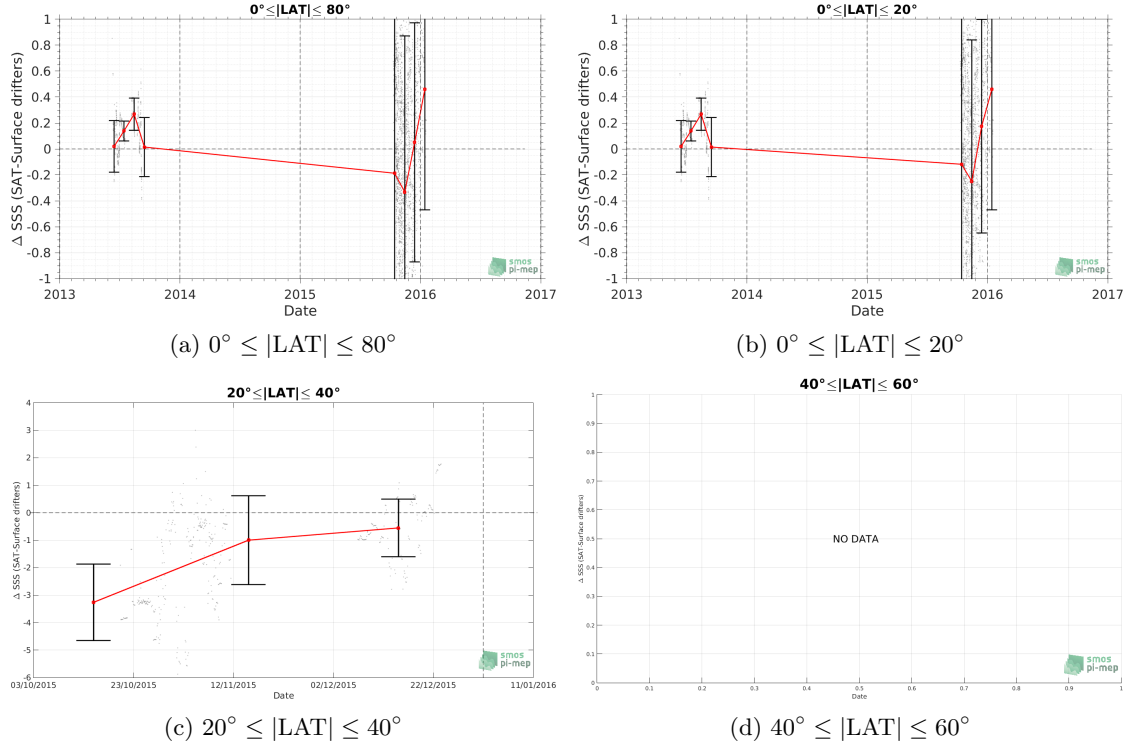 0°≤|LAT|≤ 80°
Δ SSS (SAT-Surface drifters)
1
0.8
0.6
0.4
0.2
0
-0.2
-0.4
-0.6
-0.8
-1
2013 2014 2015 2016 2017
Date
smos
pi-mep
(a) 0° ≤ |LAT| ≤ 80°
0°≤|LAT|≤ 20°
Δ SSS (SAT-Surface drifters)
1
0.8
0.6
0.4
0.2
0
-0.2
-0.4
-0.6
-0.8
-1
2013 2014 2015 2016 2017
Date
smos
pi-mep
(b) 0° ≤ |LAT| ≤ 20°
20°≤|LAT|≤ 40°
Δ SSS (SAT-Surface drifters)
4
3
2
1
0
-1
-2
-3
-4
-5
-6
03/10/2015 23/10/2015 12/11/2015 02/12/2015 22/12/2015 11/01/2016
Date
smos
pi-mep
(c) 20° ≤ |LAT| ≤ 40°
40°≤|LAT|≤ 60°
Δ SSS (SAT-Surface drifters)
1
0.9
0.8
0.7
0.6
0.5
0.4
0.3
0.2
0.1
0
NO DATA
0 0.1 0.2 0.3 0.4 0.5 0.6 0.7 0.8 0.9 1
Date
smos
pi-mep
(d) 40° ≤ |LAT| ≤ 60°